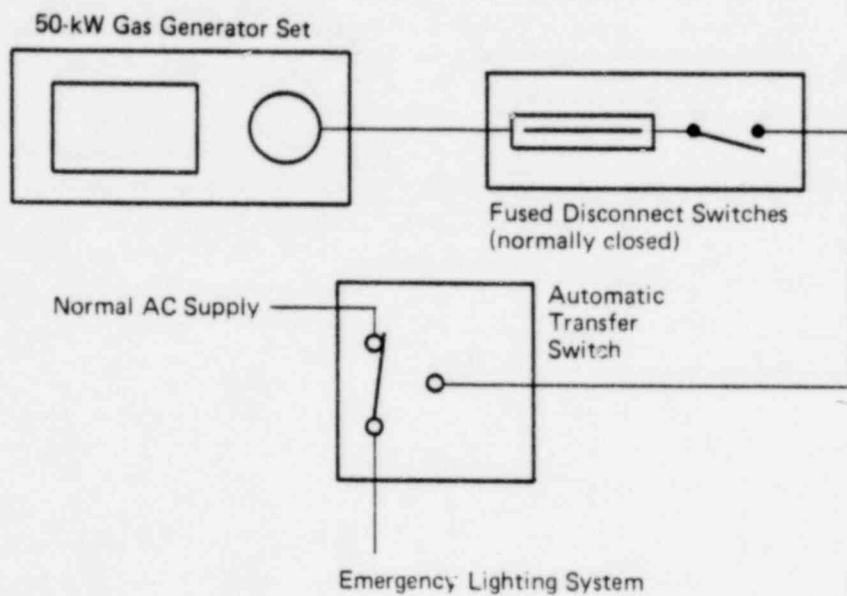 50-kW Gas Generator Set
Fused Disconnect Switches
(normally closed)
Normal AC Supply
Automatic
Transfer
Switch
Emergency Lighting System